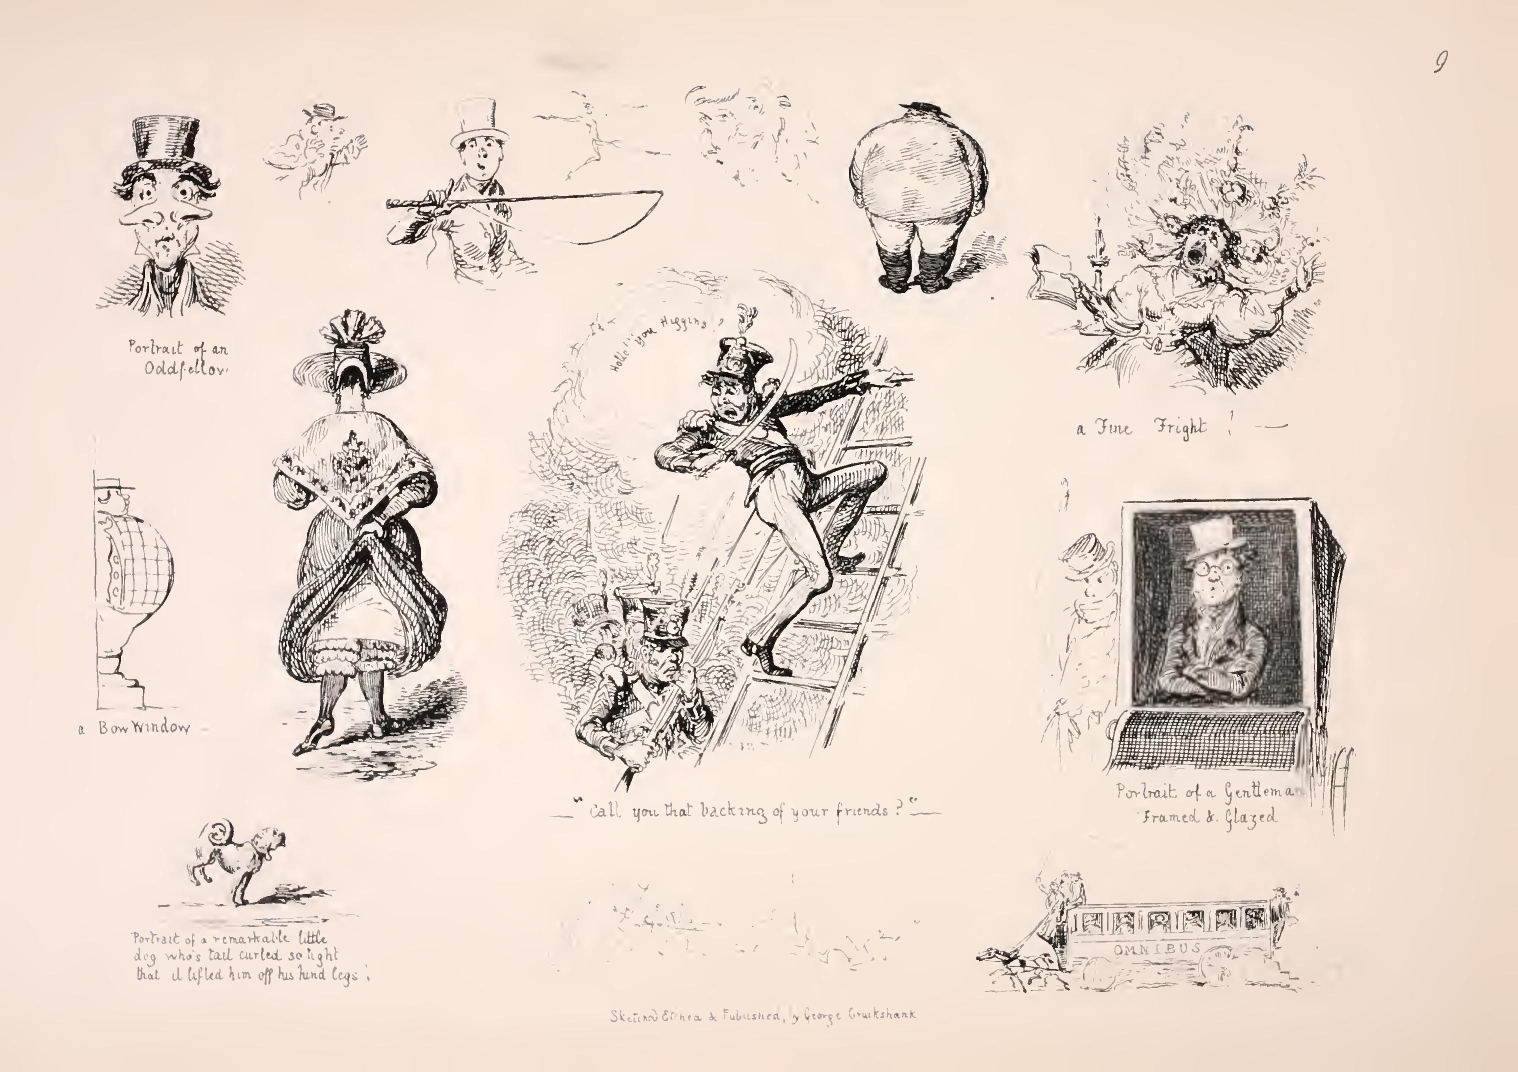 9
Portrait of an
Oddfellow
Hollo you Higgins!
a Fine Fright !
a Bow Window
"Call you that backing of your friends?"
Portrait of a Gentleman
Framed & Glazed
Portrait of a remarkable little
dog who's tail curled so tight
that it lifted him off his hind legs !
OMNIBUS
Sketchd Etched & Published, by George Cruikshank